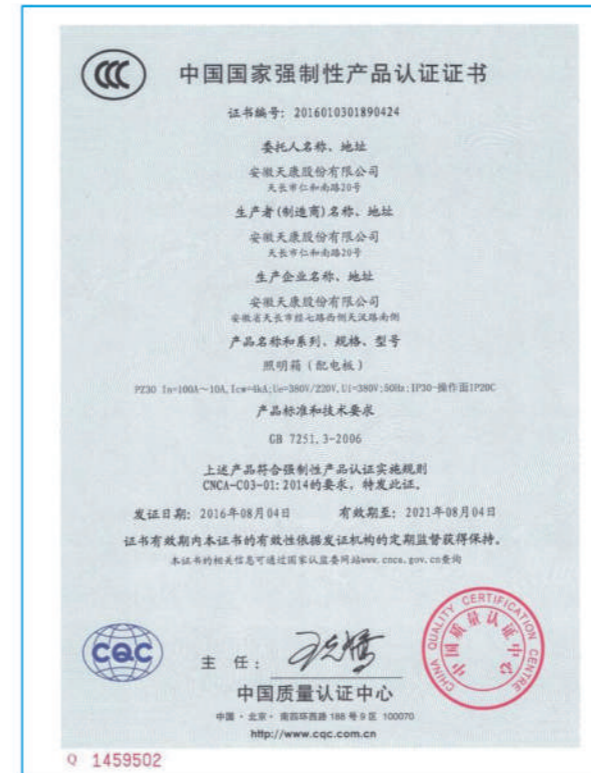 中国国家强制性产品认证证书
证书编号: 2016010301890424
委托人名称、地址
安徽天康股份有限公司
天长市仁和南路20号
生产者(制造商)名称、地址
安徽天康股份有限公司
天长市仁和南路20号
生产企业名称、地址
安徽天康股份有限公司
安徽省天长市经七路西侧天汉路南侧
产品名称和系列、规格、型号
照明箱(配电板)
PZ30 In=100A~10A,Icw=4kA;Ue=380V/220V,Ui=380V;50Hz;IP30-操作面IP20C
产品标准和技术要求
GB 7251.3-2006
上述产品符合强制性产品认证实施规则
CNCA-C03-01:2014的要求,特发此证。
发证日期: 2016年08月04日 有效期至: 2021年08月04日
证书有效期内本证书的有效性依据发证机构的定期监督获得保持。
本证书的相关信息可通过国家认监委网站www.cnca.gov.cn查询
CQC
主 任:
CHINA QUALITY CERTIFICATION CENTRE
中国质量认证中心
中国质量认证中心
中国·北京·南四环西路188号9区 100070
http://www.cqc.com.cn
Q 1459502